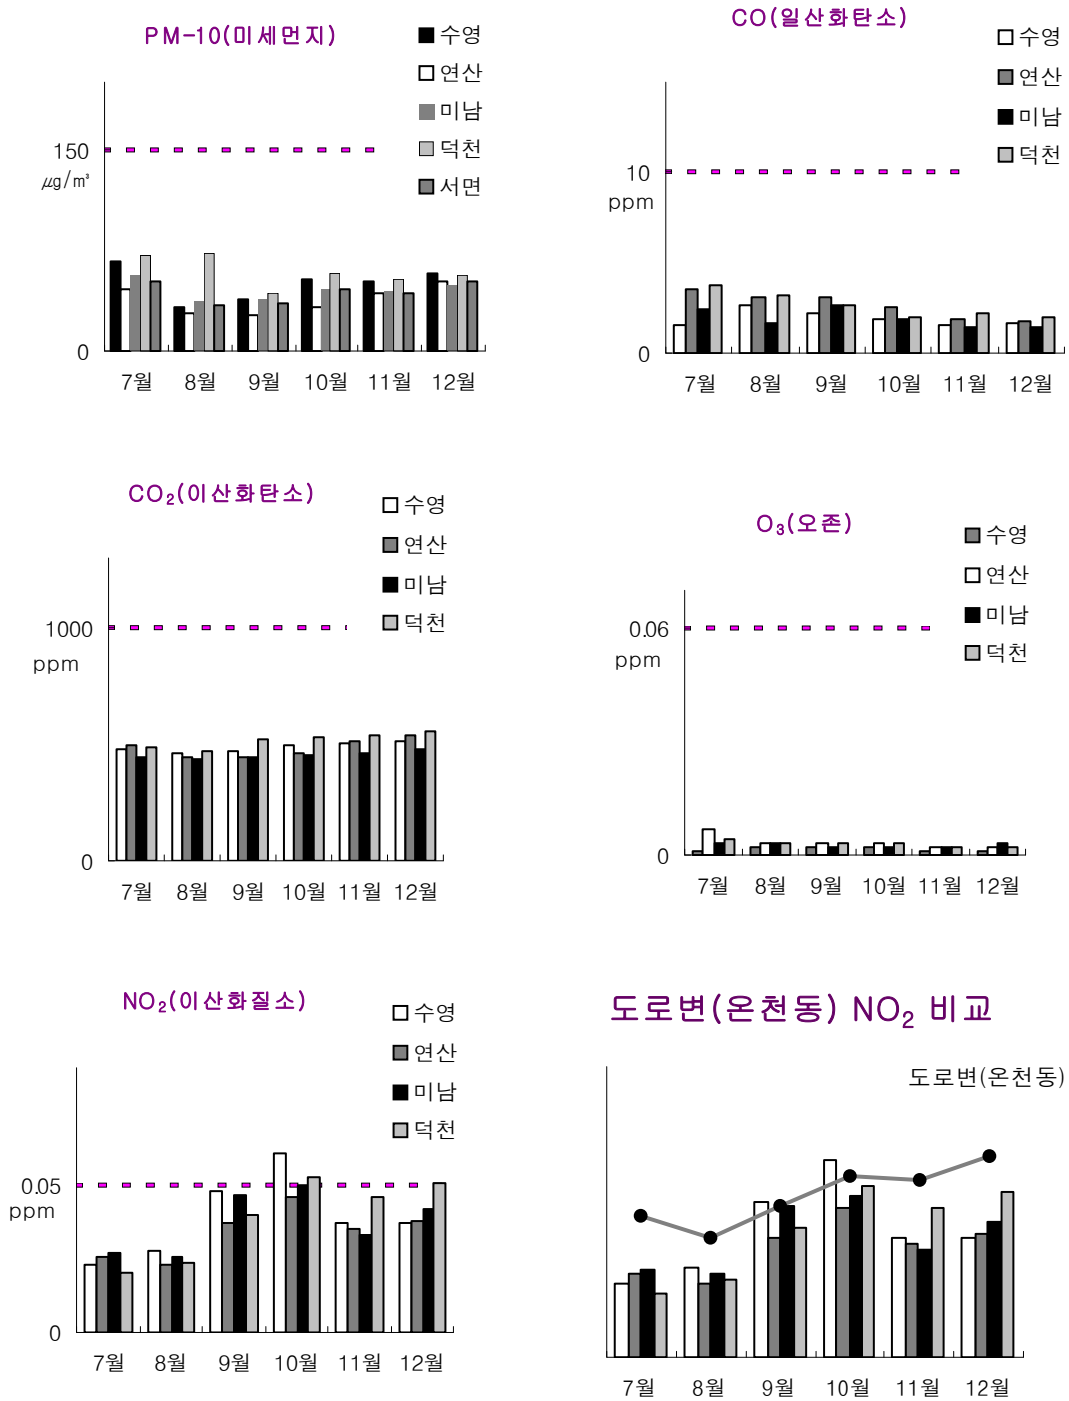 PM-10(미세먼지)
수영
연산
미남
덕천
서면
150
㎍/㎥
0
7월 8월 9월 10월 11월 12월
CO(일산화탄소)
수영
연산
미남
덕천
10
ppm
0
7월 8월 9월 10월 11월 12월
CO₂(이산화탄소)
수영
연산
미남
덕천
1000
ppm
0
7월 8월 9월 10월 11월 12월
O₃(오존)
수영
연산
미남
덕천
0.06
ppm
0
7월 8월 9월 10월 11월 12월
NO₂(이산화질소)
수영
연산
미남
덕천
0.05
ppm
0
7월 8월 9월 10월 11월 12월
도로변(온천동) NO₂ 비교
도로변(온천동)
7월 8월 9월 10월 11월 12월